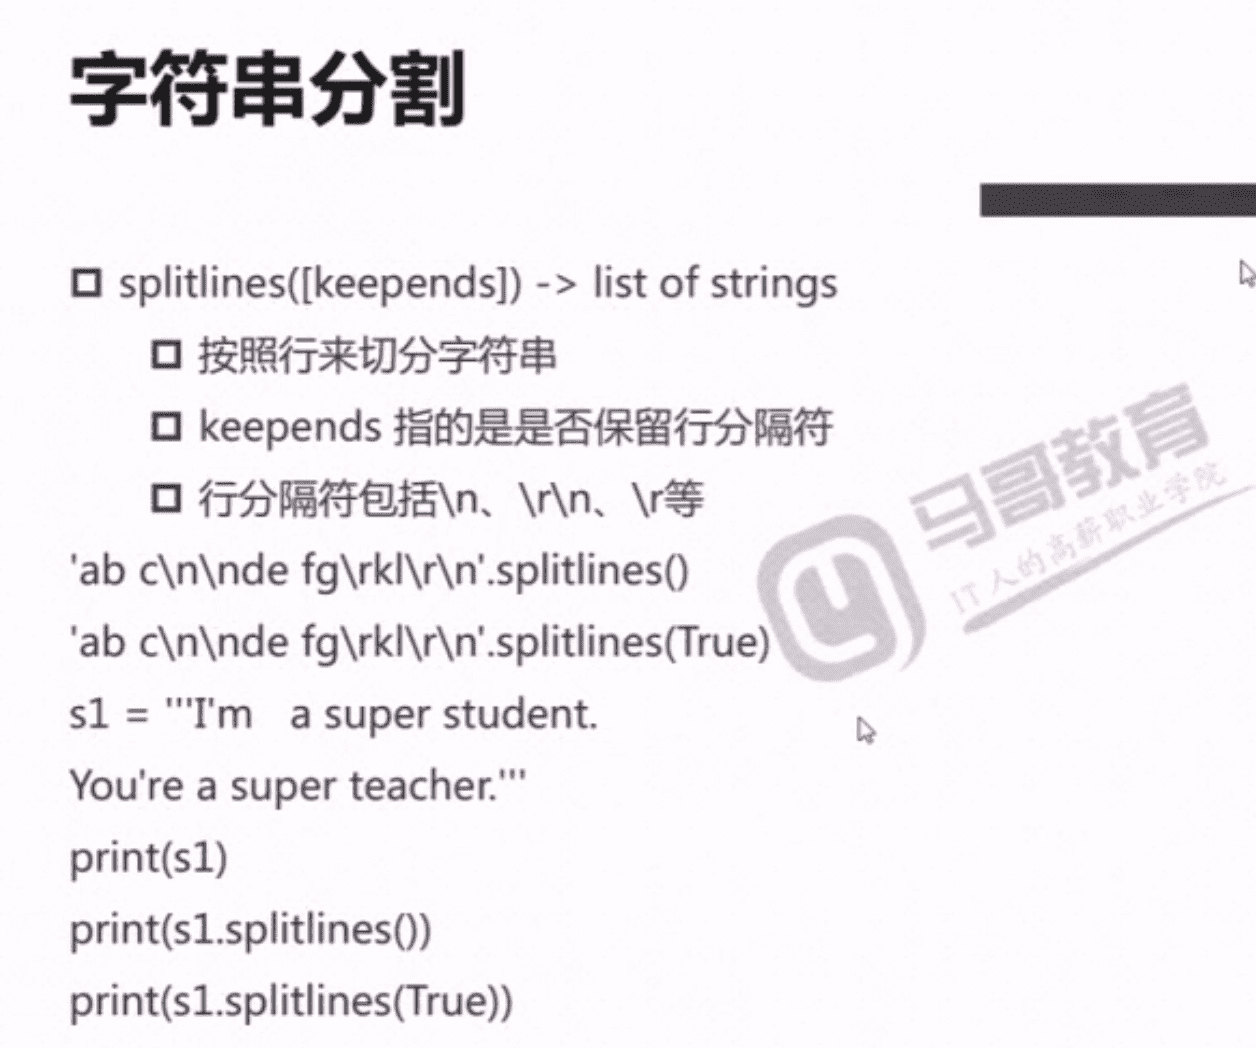 字符串分割
splitlines([keepends]) -> list of strings
按照行来切分字符串
keepends 指的是是否保留行分隔符
行分隔符包括\n、\r\n、\r等
'ab c\n\nde fg\rkl\r\n'.splitlines()
'ab c\n\nde fg\rkl\r\n'.splitlines(True)
s1 = '''I'm   a super student.
You're a super teacher.'''
print(s1)
print(s1.splitlines())
print(s1.splitlines(True))
马哥教育
IT人的高薪职业学院